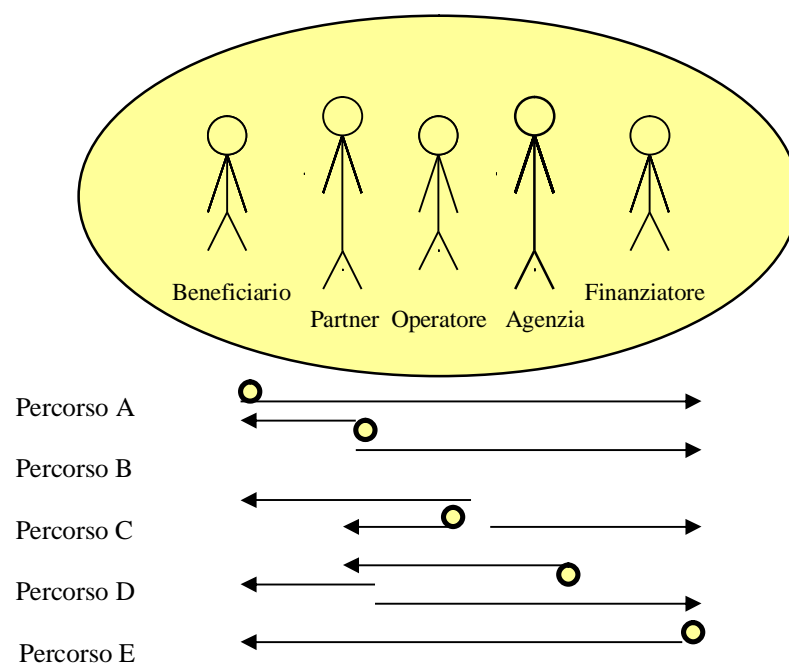 Beneficiario
Finanziatore
Partner
Operatore
Agenzia
Percorso A
Percorso B
Percorso C
Percorso D
Percorso E